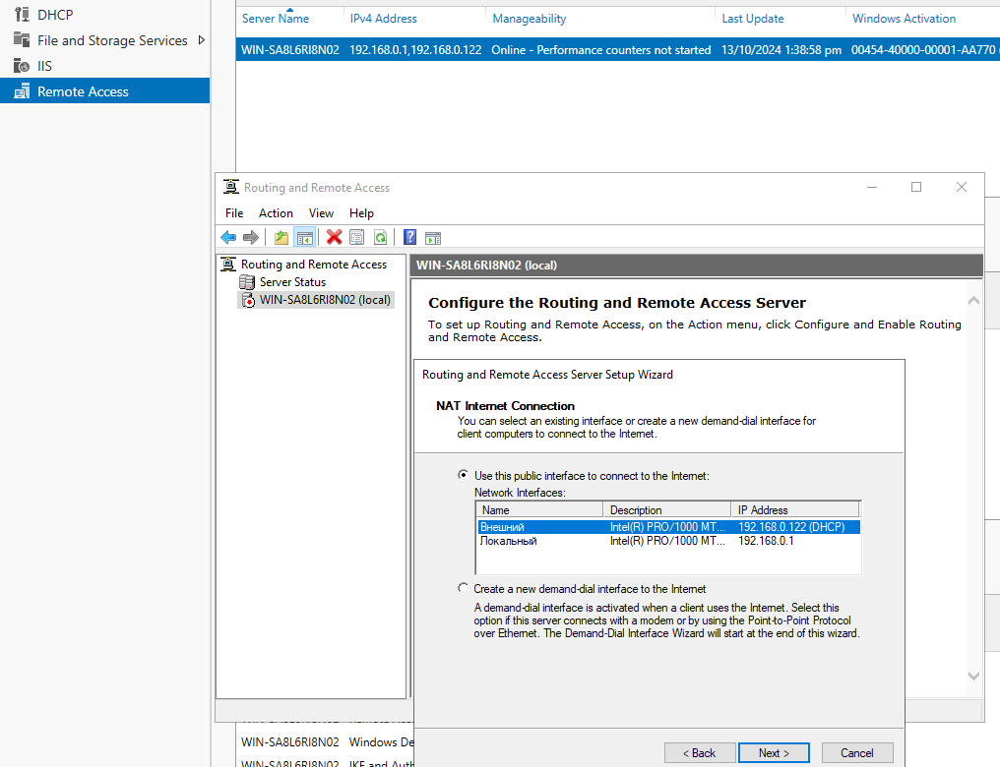 DHCP
File and Storage Services
IIS
Remote Access
Server Name IPv4 Address Manageability Last Update Windows Activation
WIN-SA8L6RI8N02 192.168.0.1,192.168.0.122 Online - Performance counters not started 13/10/2024 1:38:58 pm 00454-40000-00001-AA770
Routing and Remote Access
File Action View Help
Routing and Remote Access
Server Status
WIN-SA8L6RI8N02 (local)
WIN-SA8L6RI8N02 (local)
Configure the Routing and Remote Access Server
To set up Routing and Remote Access, on the Action menu, click Configure and Enable Routing
and Remote Access.
Routing and Remote Access Server Setup Wizard
NAT Internet Connection
You can select an existing interface or create a new demand-dial interface for
client computers to connect to the Internet.
Use this public interface to connect to the Internet:
Network Interfaces:
Name Description IP Address
Внешний Intel(R) PRO/1000 MT... 192.168.0.122 (DHCP)
Локальный Intel(R) PRO/1000 MT... 192.168.0.1
Create a new demand-dial interface to the Internet
A demand-dial interface is activated when a client uses the Internet. Select this
option if this server connects with a modem or by using the Point-to-Point Protocol
over Ethernet. The Demand-Dial Interface Wizard will start at the end of this wizard.
WIN-SA8L6RI8N02 Windows De
WIN-SA8L6RI8N02 IKE and Auth
< Back Next > Cancel